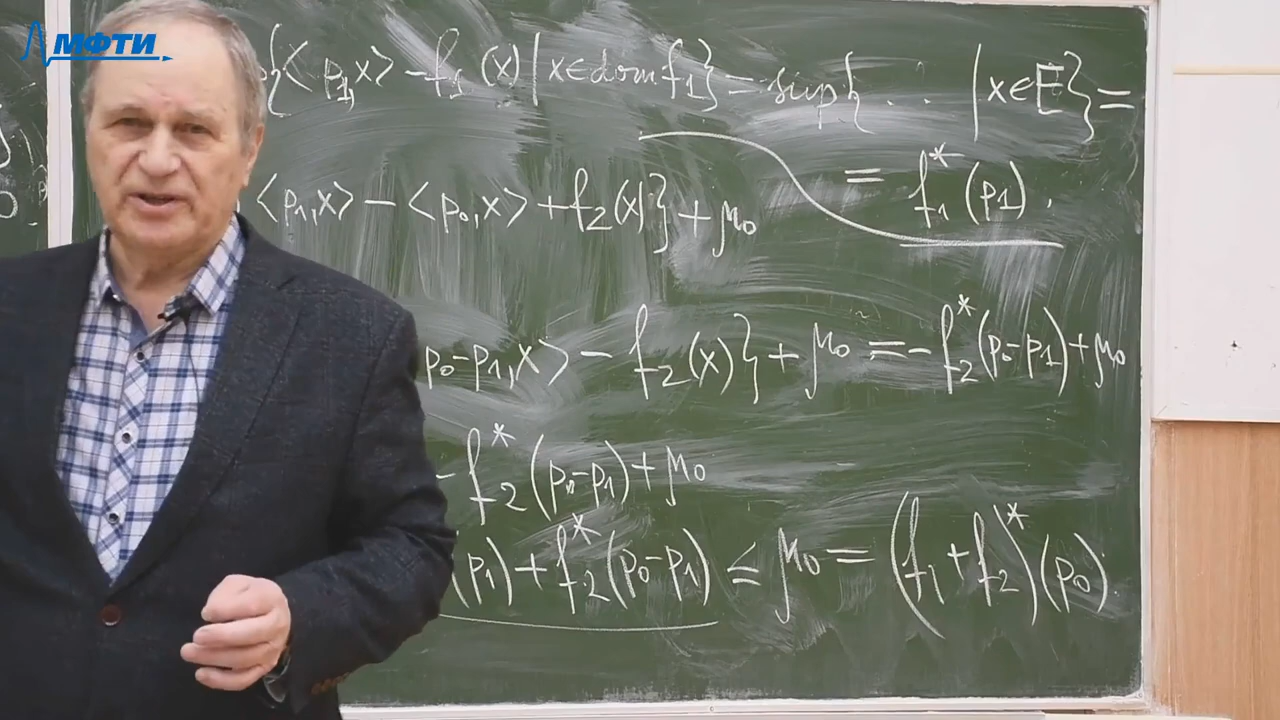 МФТИ
{<p₁,x> − f₁(x) | x∈dom f₁} = sup{ . . . | x∈E} =
= f₁*(p₁).
<p₁,x> − <p₀,x> + f₂(x)} + μ₀
p₀−p₁,x> − f₂(x)} + μ₀ = −f₂*(p₀−p₁) + μ₀
− f₂*(p₀−p₁) + μ₀
(p₁) + f₂*(p₀−p₁) ≤ μ₀ = (f₁ + f₂)*(p₀).